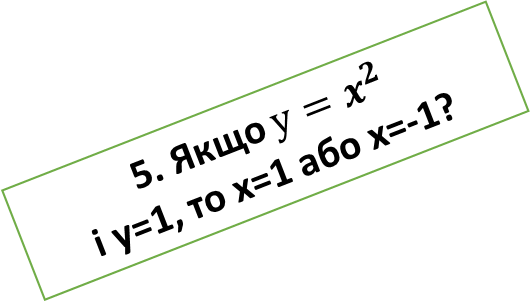 5. Якщо y = x²
і y=1, то x=1 або x=-1?